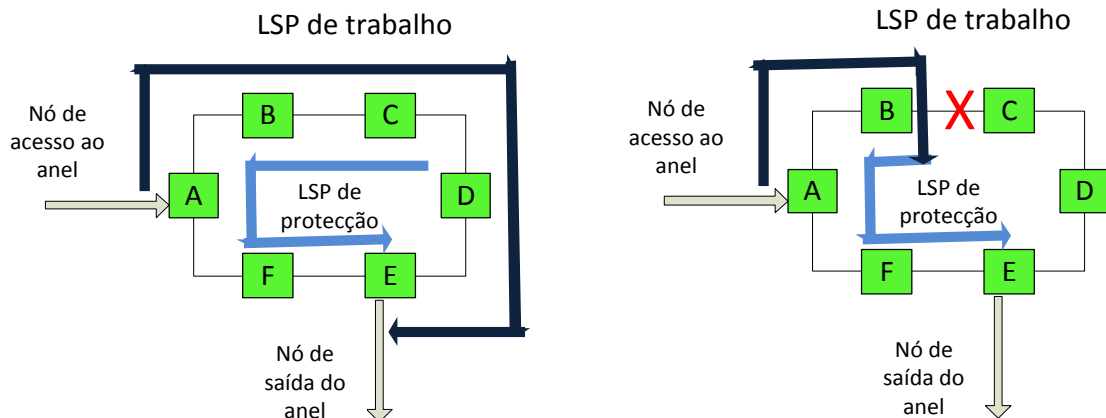 LSP de trabalho
Nó de
acesso ao
anel
B
C
A
D
LSP de
protecção
F
E
Nó de
saída do
anel
LSP de trabalho
Nó de
acesso ao
anel
B
X
C
A
D
LSP de
protecção
F
E
Nó de
saída do
anel